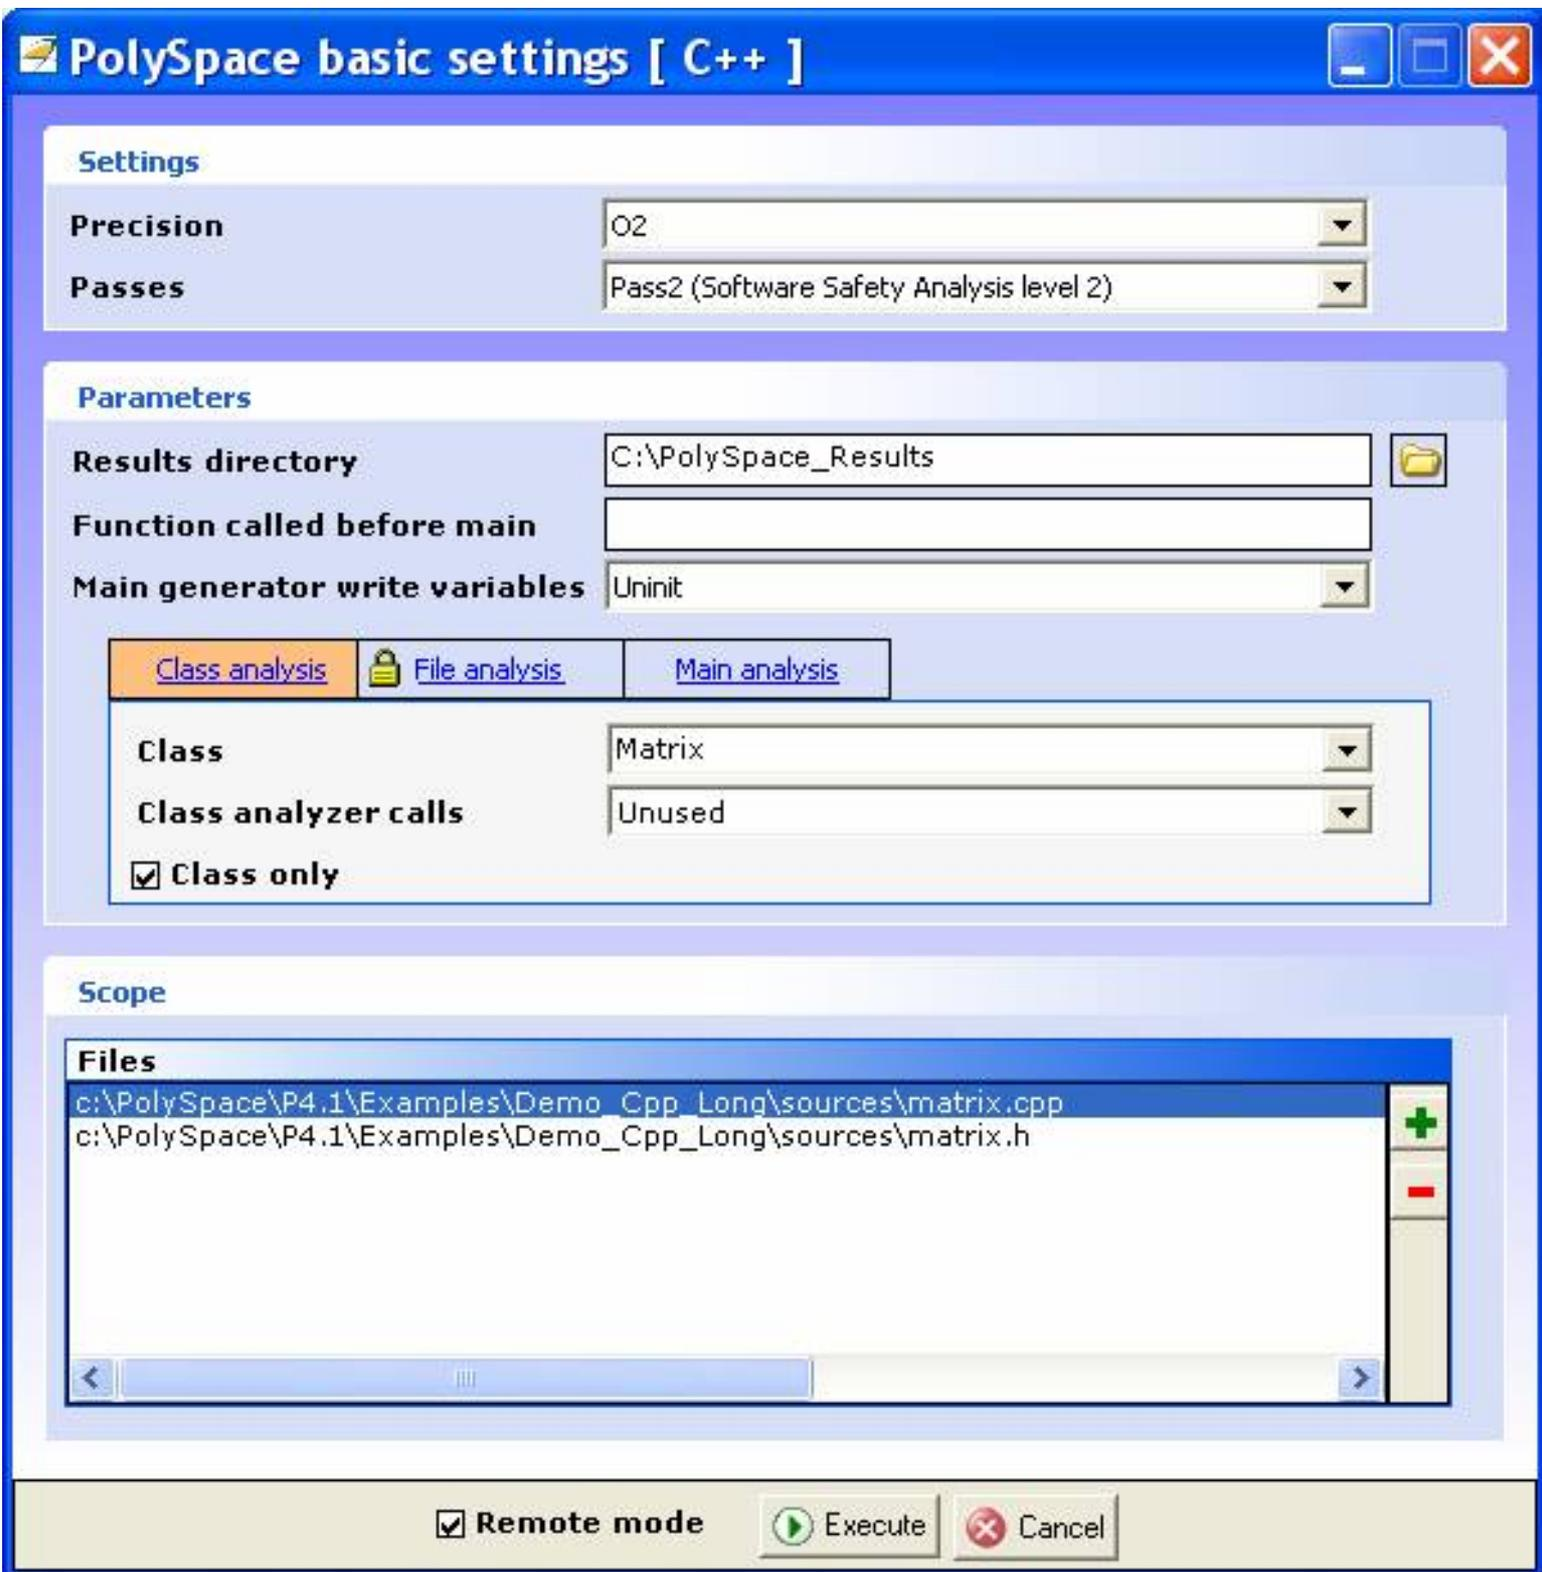 PolySpace basic settings [ C++ ]
Settings
Precision O2
Passes Pass2 (Software Safety Analysis level 2)
Parameters
Results directory C:\PolySpace_Results
Function called before main
Main generator write variables Uninit
Class analysis File analysis Main analysis
Class Matrix
Class analyzer calls Unused
Class only
Scope
Files
c:\PolySpace\P4.1\Examples\Demo_Cpp_Long\sources\matrix.cpp
c:\PolySpace\P4.1\Examples\Demo_Cpp_Long\sources\matrix.h
Remote mode Execute Cancel